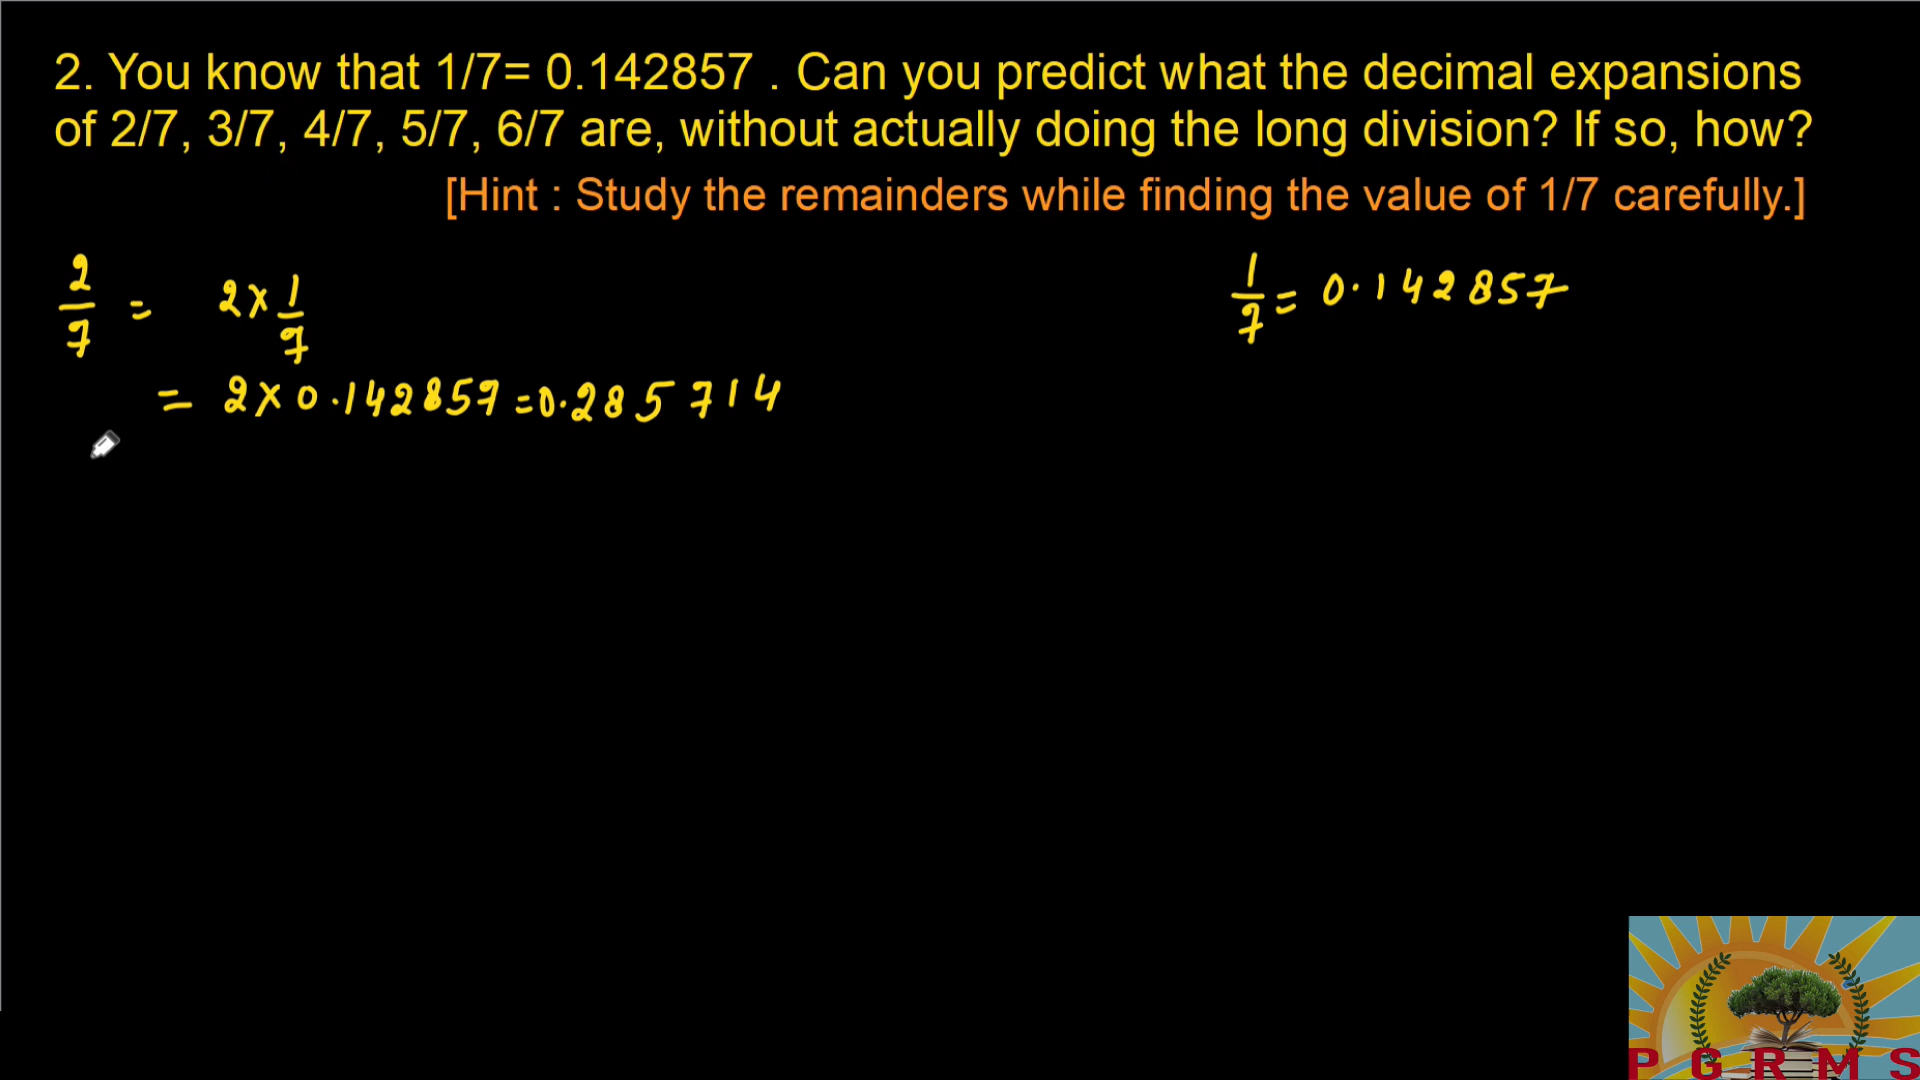 2. You know that 1/7= 0.142857 . Can you predict what the decimal expansions
of 2/7, 3/7, 4/7, 5/7, 6/7 are, without actually doing the long division? If so, how?
[Hint : Study the remainders while finding the value of 1/7 carefully.]
2/7 = 2 × 1/7
1/7 = 0.142857
= 2 × 0.142857 = 0.285714
P G R M S